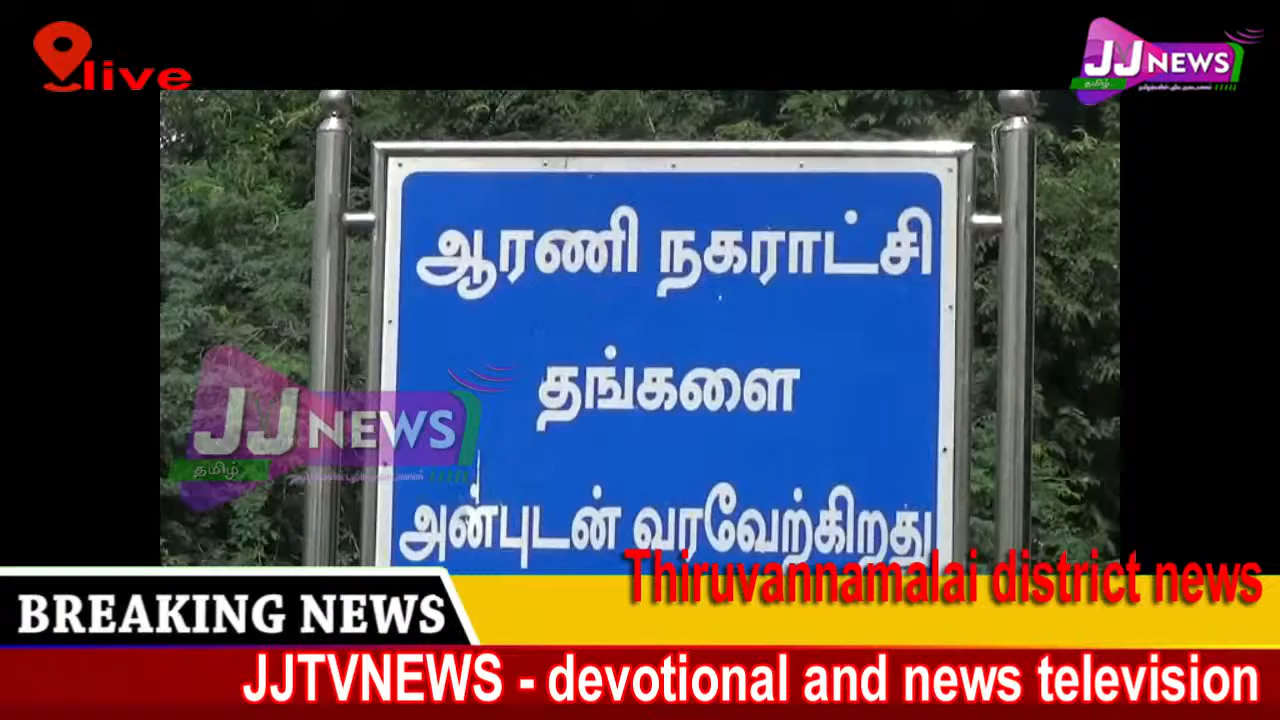 live
JJ NEWS
தமிழ்
ஆரணி நகராட்சி
தங்களை
அன்புடன் வரவேற்கிறது
JJ NEWS
தமிழ்
Thiruvannamalai district news
BREAKING NEWS
JJTVNEWS - devotional and news television